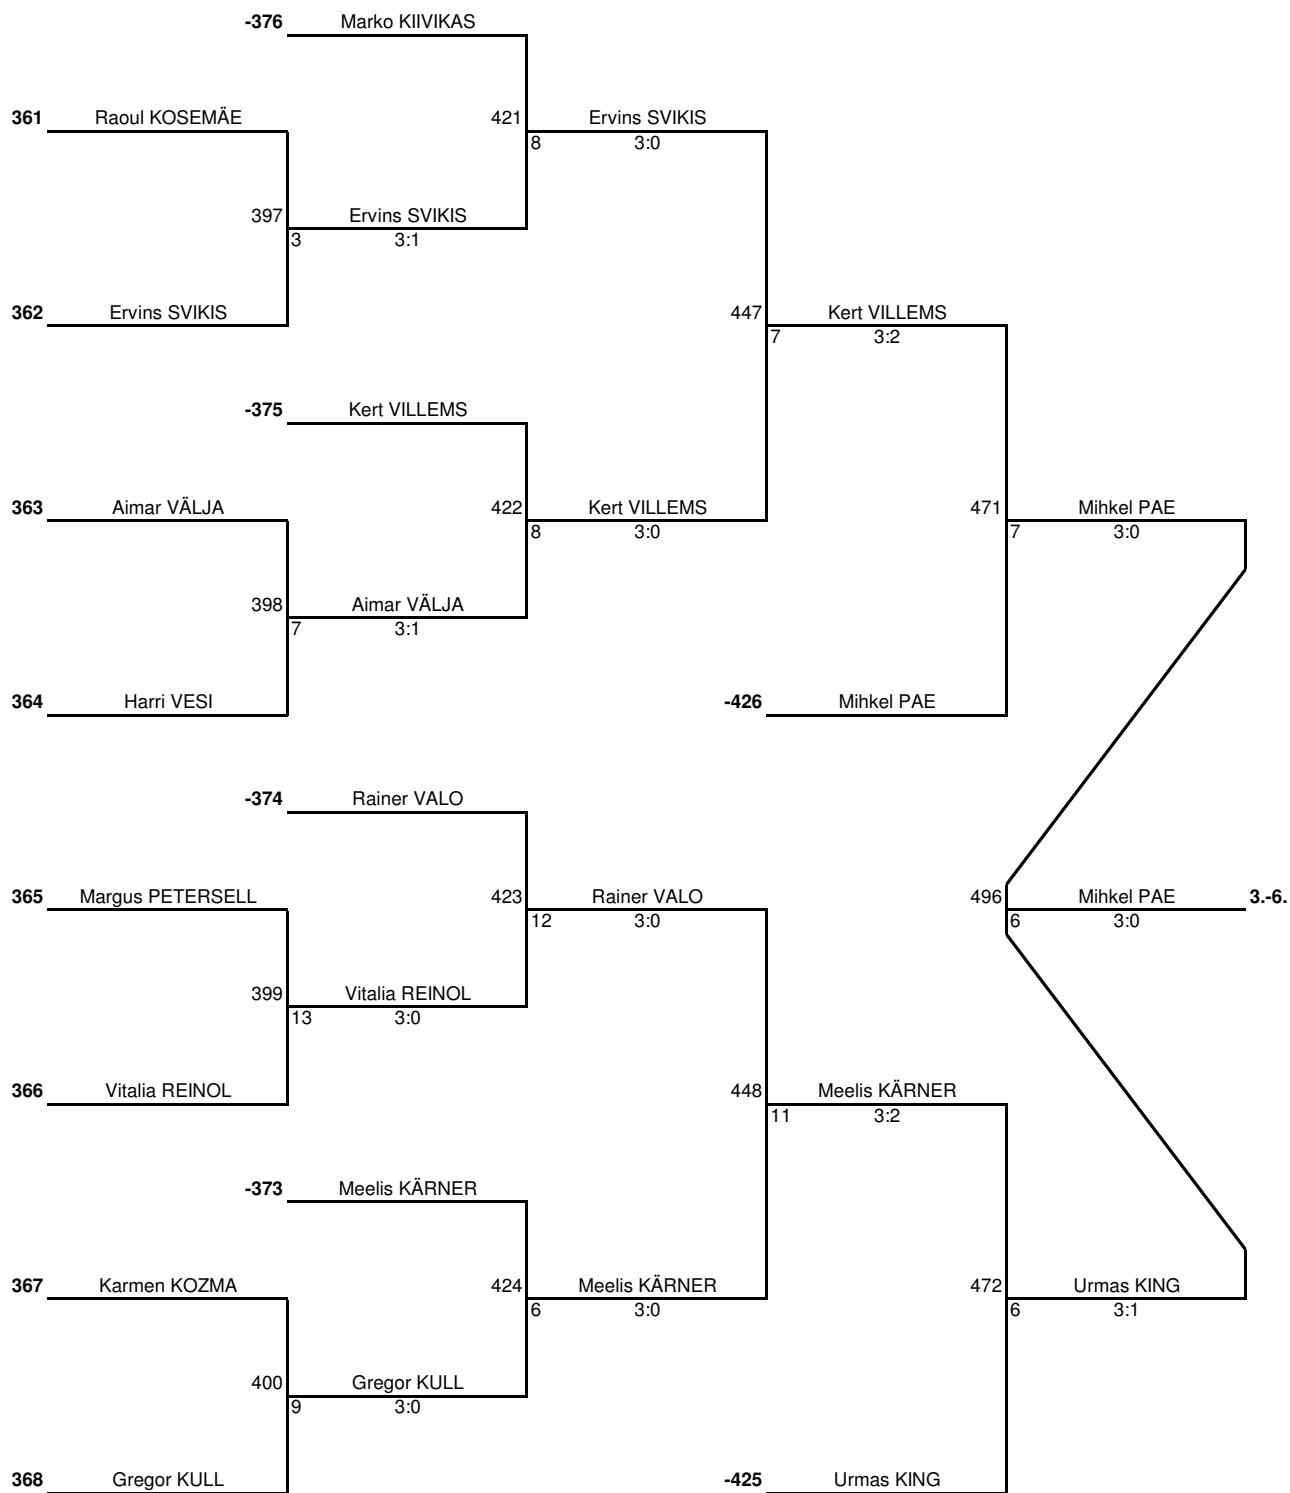 -376 Marko KIIVIKAS
361 Raoul KOSEMÄE 421 Ervins SVIKIS
8 3:0
397 Ervins SVIKIS
3 3:1
362 Ervins SVIKIS 447 Kert VILLEMS
7 3:2
-375 Kert VILLEMS
363 Aimar VÄLJA 422 Kert VILLEMS 471 Mihkel PAE
8 3:0 7 3:0
398 Aimar VÄLJA
7 3:1
364 Harri VESI -426 Mihkel PAE
-374 Rainer VALO
365 Margus PETERSELL 423 Rainer VALO 496 Mihkel PAE 3.-6.
12 3:0 6 3:0
399 Vitalia REINOL
13 3:0
366 Vitalia REINOL 448 Meelis KÄRNER
11 3:2
-373 Meelis KÄRNER
367 Karmen KOZMA 424 Meelis KÄRNER 472 Urmas KING
6 3:0 6 3:1
400 Gregor KULL
9 3:0
368 Gregor KULL -425 Urmas KING